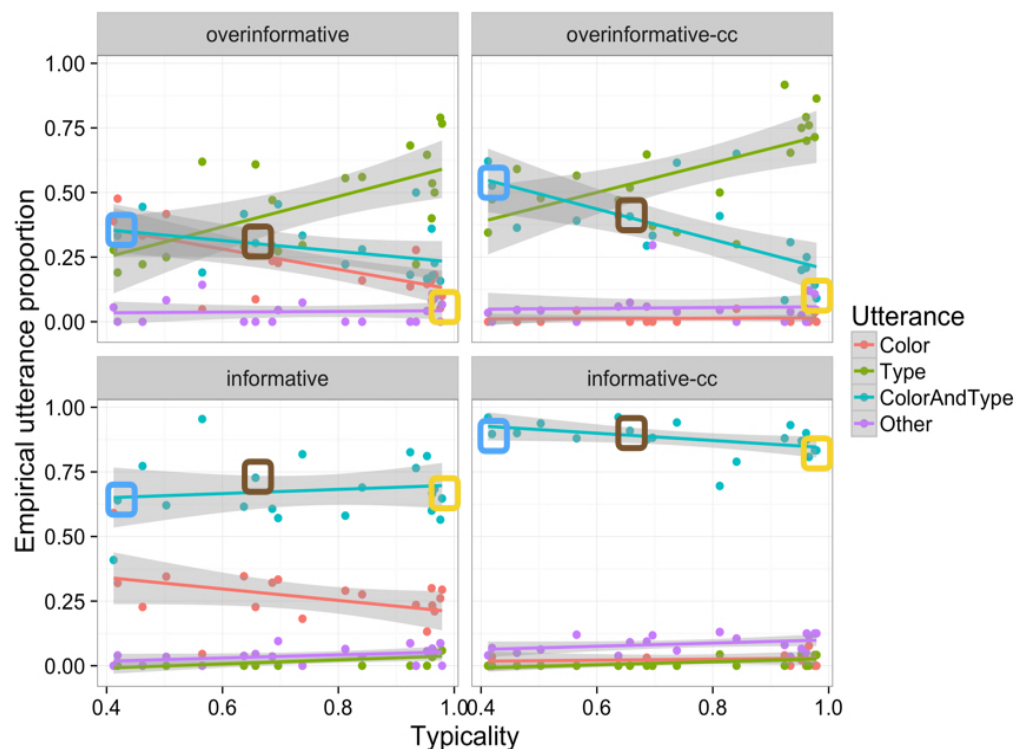 overinformative
overinformative-cc
1.00
0.75
0.50
0.25
0.00
informative
informative-cc
1.00
0.75
0.50
0.25
0.00
0.4
0.6
0.8
1.0
0.4
0.6
0.8
1.0
Typicality
Empirical utterance proportion
Utterance
Color
Type
ColorAndType
Other